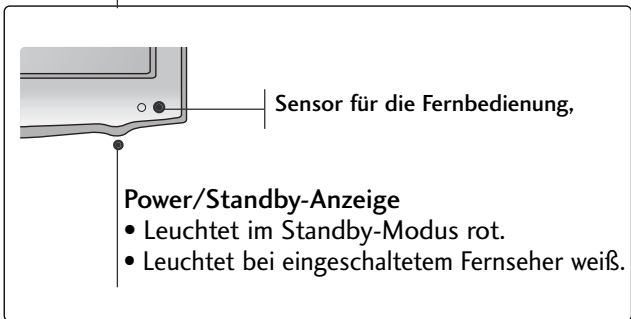 Sensor für die Fernbedienung,
Power/Standby-Anzeige
• Leuchtet im Standby-Modus rot.
• Leuchtet bei eingeschaltetem Fernseher weiß.